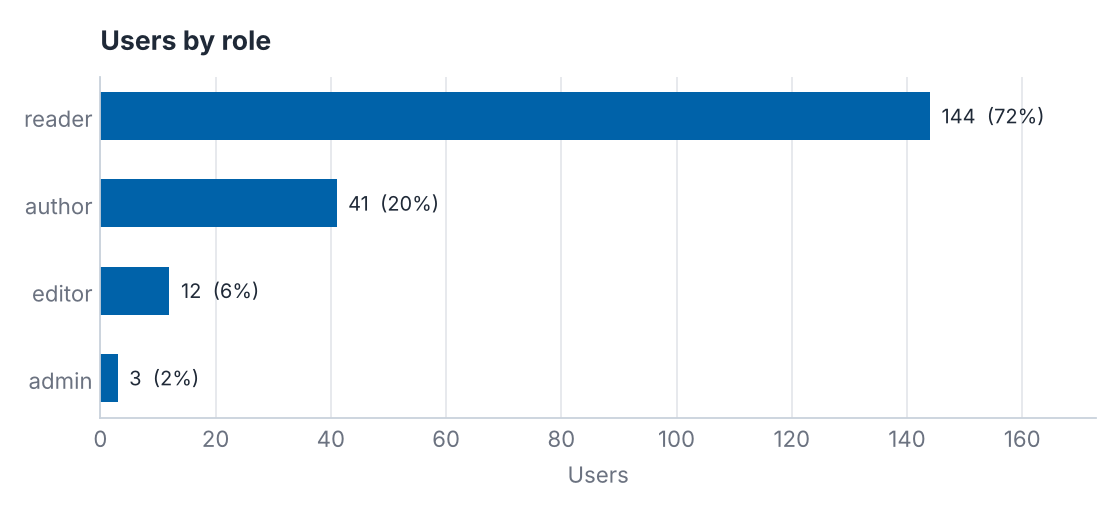 Users by role
reader 144 (72%)
author 41 (20%)
editor 12 (6%)
admin 3 (2%)
0 20 40 60 80 100 120 140 160
Users